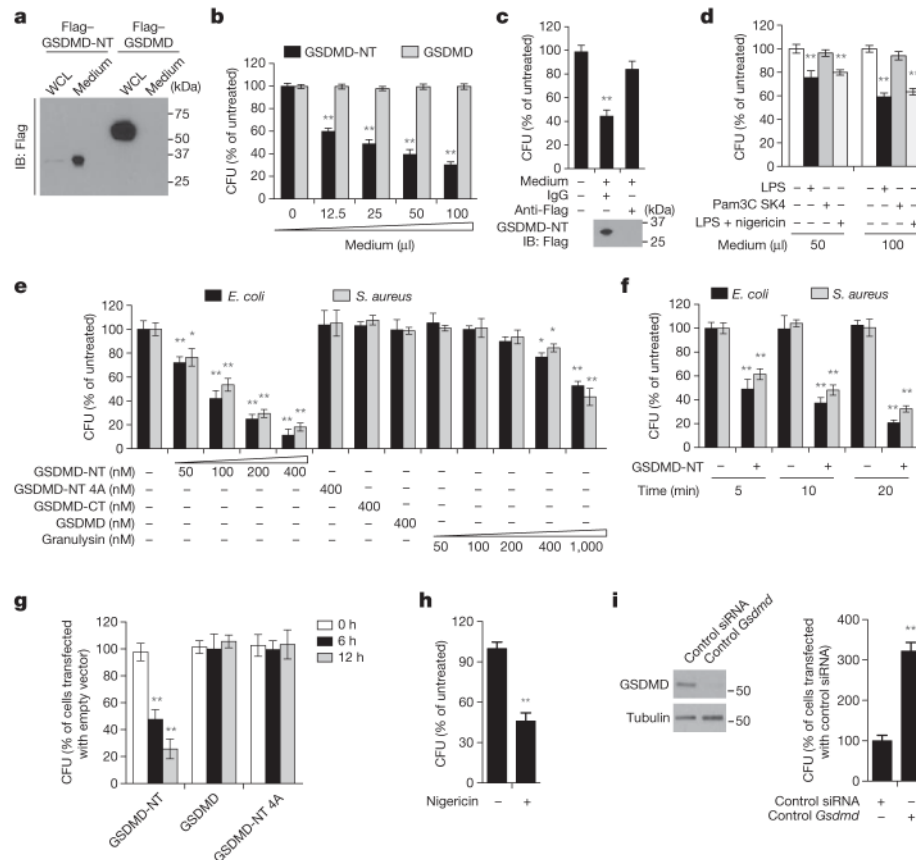 a
Flag–
GSDMD-NT
Flag–
GSDMD
WCL
Medium
WCL
Medium
(kDa)
IB: Flag
75
50
37
25
b
GSDMD-NT
GSDMD
CFU (% of untreated)
120
100
80
60
40
20
0
**
**
**
**
0 12.5 25 50 100
Medium (µl)
c
CFU (% of untreated)
120
100
80
60
40
20
0
**
Medium – + +
IgG – + –
Anti-Flag – – + (kDa)
GSDMD-NT
IB: Flag
37
25
d
CFU (% of untreated)
120
100
80
60
40
20
0
**
**
**
**
LPS – + – – – + – –
Pam3C SK4 – – + – – – + –
LPS + nigericin – – – + – – – +
Medium (µl) 50 100
e
E. coli
S. aureus
CFU (% of untreated)
120
100
80
60
40
20
0
** *
** **
** **
** **
* *
** **
GSDMD-NT (nM) – 50 100 200 400 – – – – – – – –
GSDMD-NT 4A (nM) – – – – – 400 – – – – – – –
GSDMD-CT (nM) – – – – – – 400 – – – – – –
GSDMD (nM) – – – – – – – 400 – – – – –
Granulysin (nM) – – – – – – – – 50 100 200 400 1,000
f
E. coli
S. aureus
CFU (% of untreated)
120
100
80
60
40
20
0
** **
** **
** **
GSDMD-NT – + – + – +
Time (min) 5 10 20
g
CFU (% of cells transfected
with empty vector)
120
100
80
60
40
20
0
**
**
0 h
6 h
12 h
GSDMD-NT
GSDMD
GSDMD-NT 4A
h
CFU (% of untreated)
120
90
60
30
0
**
Nigericin – +
i
Control siRNA
Control Gsdmd
GSDMD
50
Tubulin
50
CFU (% of cells transfected
with control siRNA)
400
300
200
100
0
**
Control siRNA + –
Control Gsdmd – +